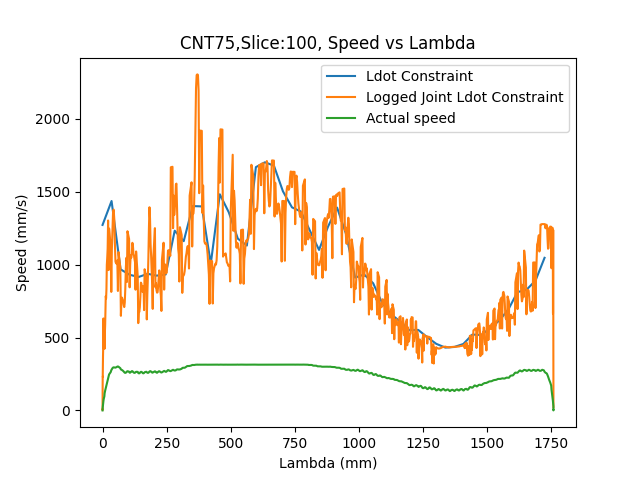 CNT75,Slice:100, Speed vs Lambda
Ldot Constraint
Logged Joint Ldot Constraint
Actual speed
Speed (mm/s)
2000
1500
1000
500
0
0 250 500 750 1000 1250 1500 1750
Lambda (mm)